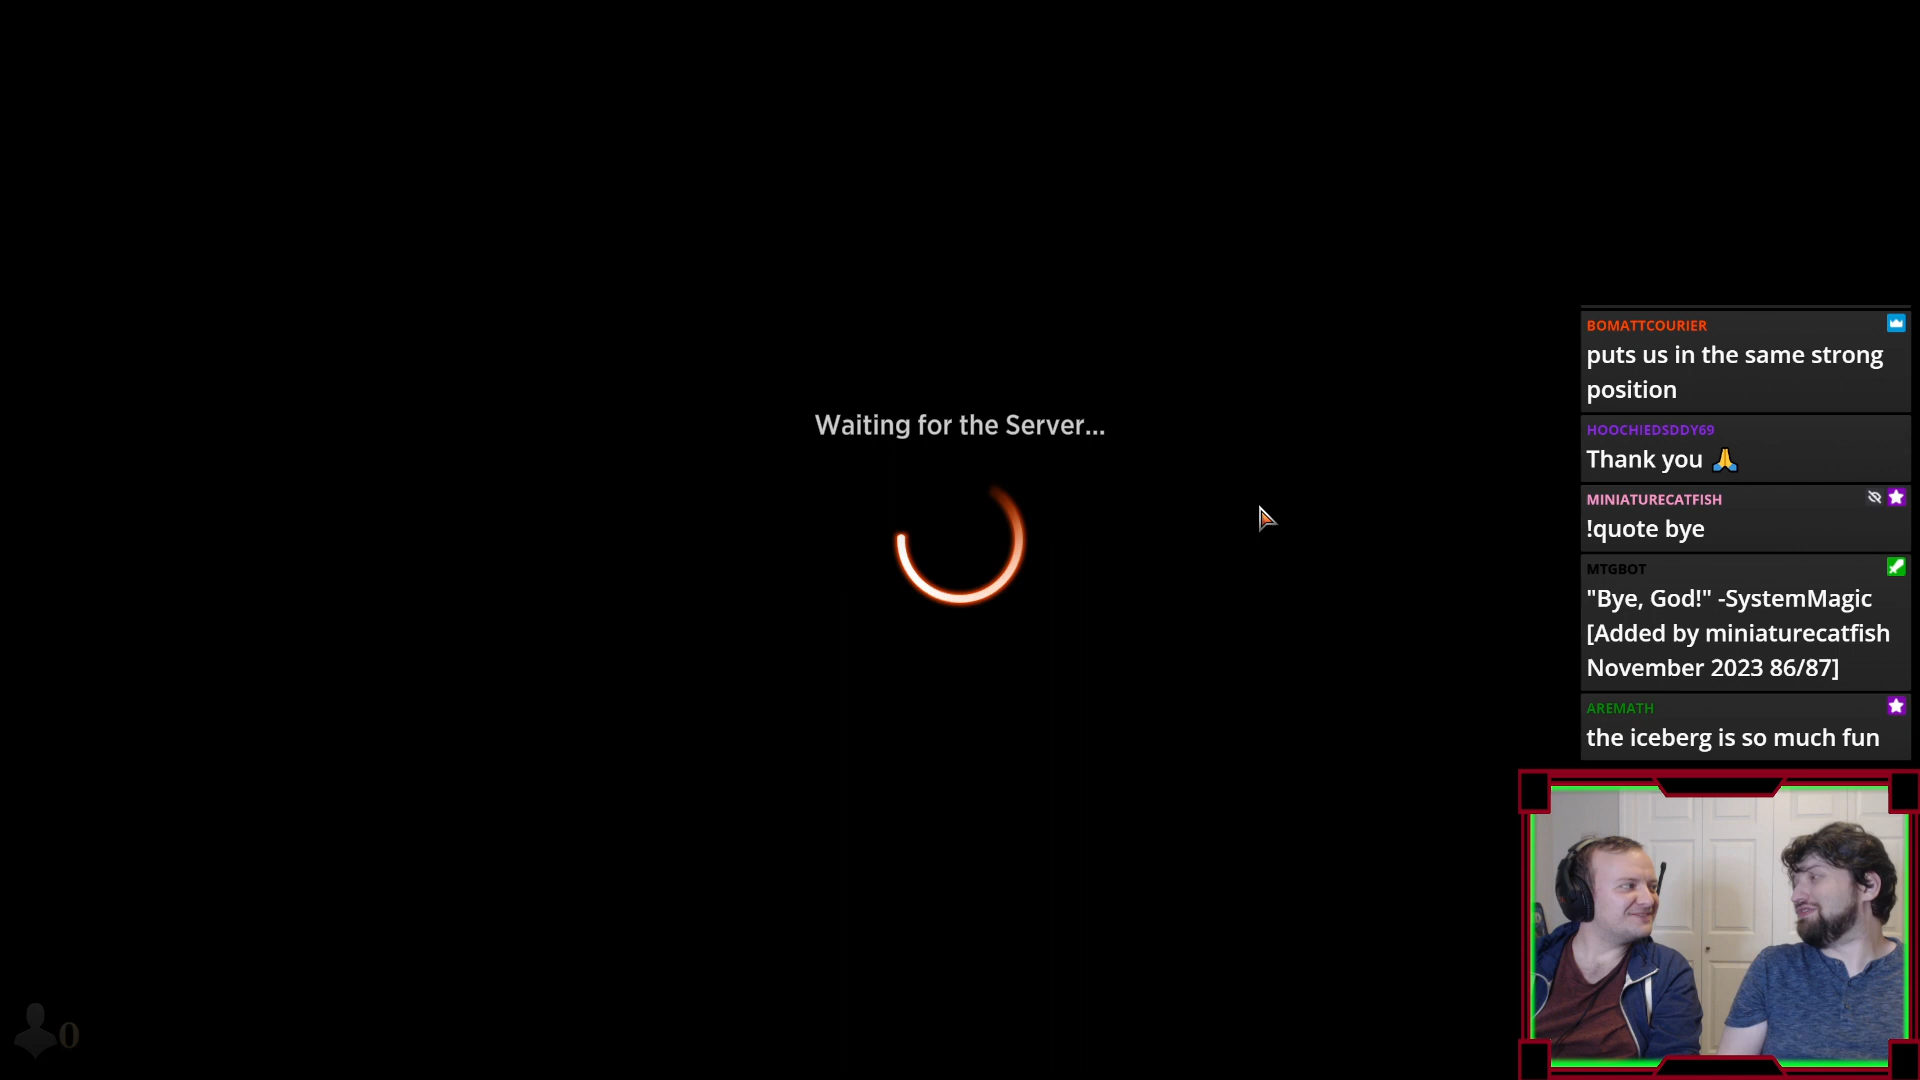 Waiting for the Server...
BOMATTCOURIER
puts us in the same strong
position
HOOCHIEDSDDY69
Thank you 🙏
MINIATURECATFISH
!quote bye
MTGBOT
"Bye, God!" -SystemMagic
[Added by miniaturecatfish
November 2023 86/87]
AREMATH
the iceberg is so much fun
0